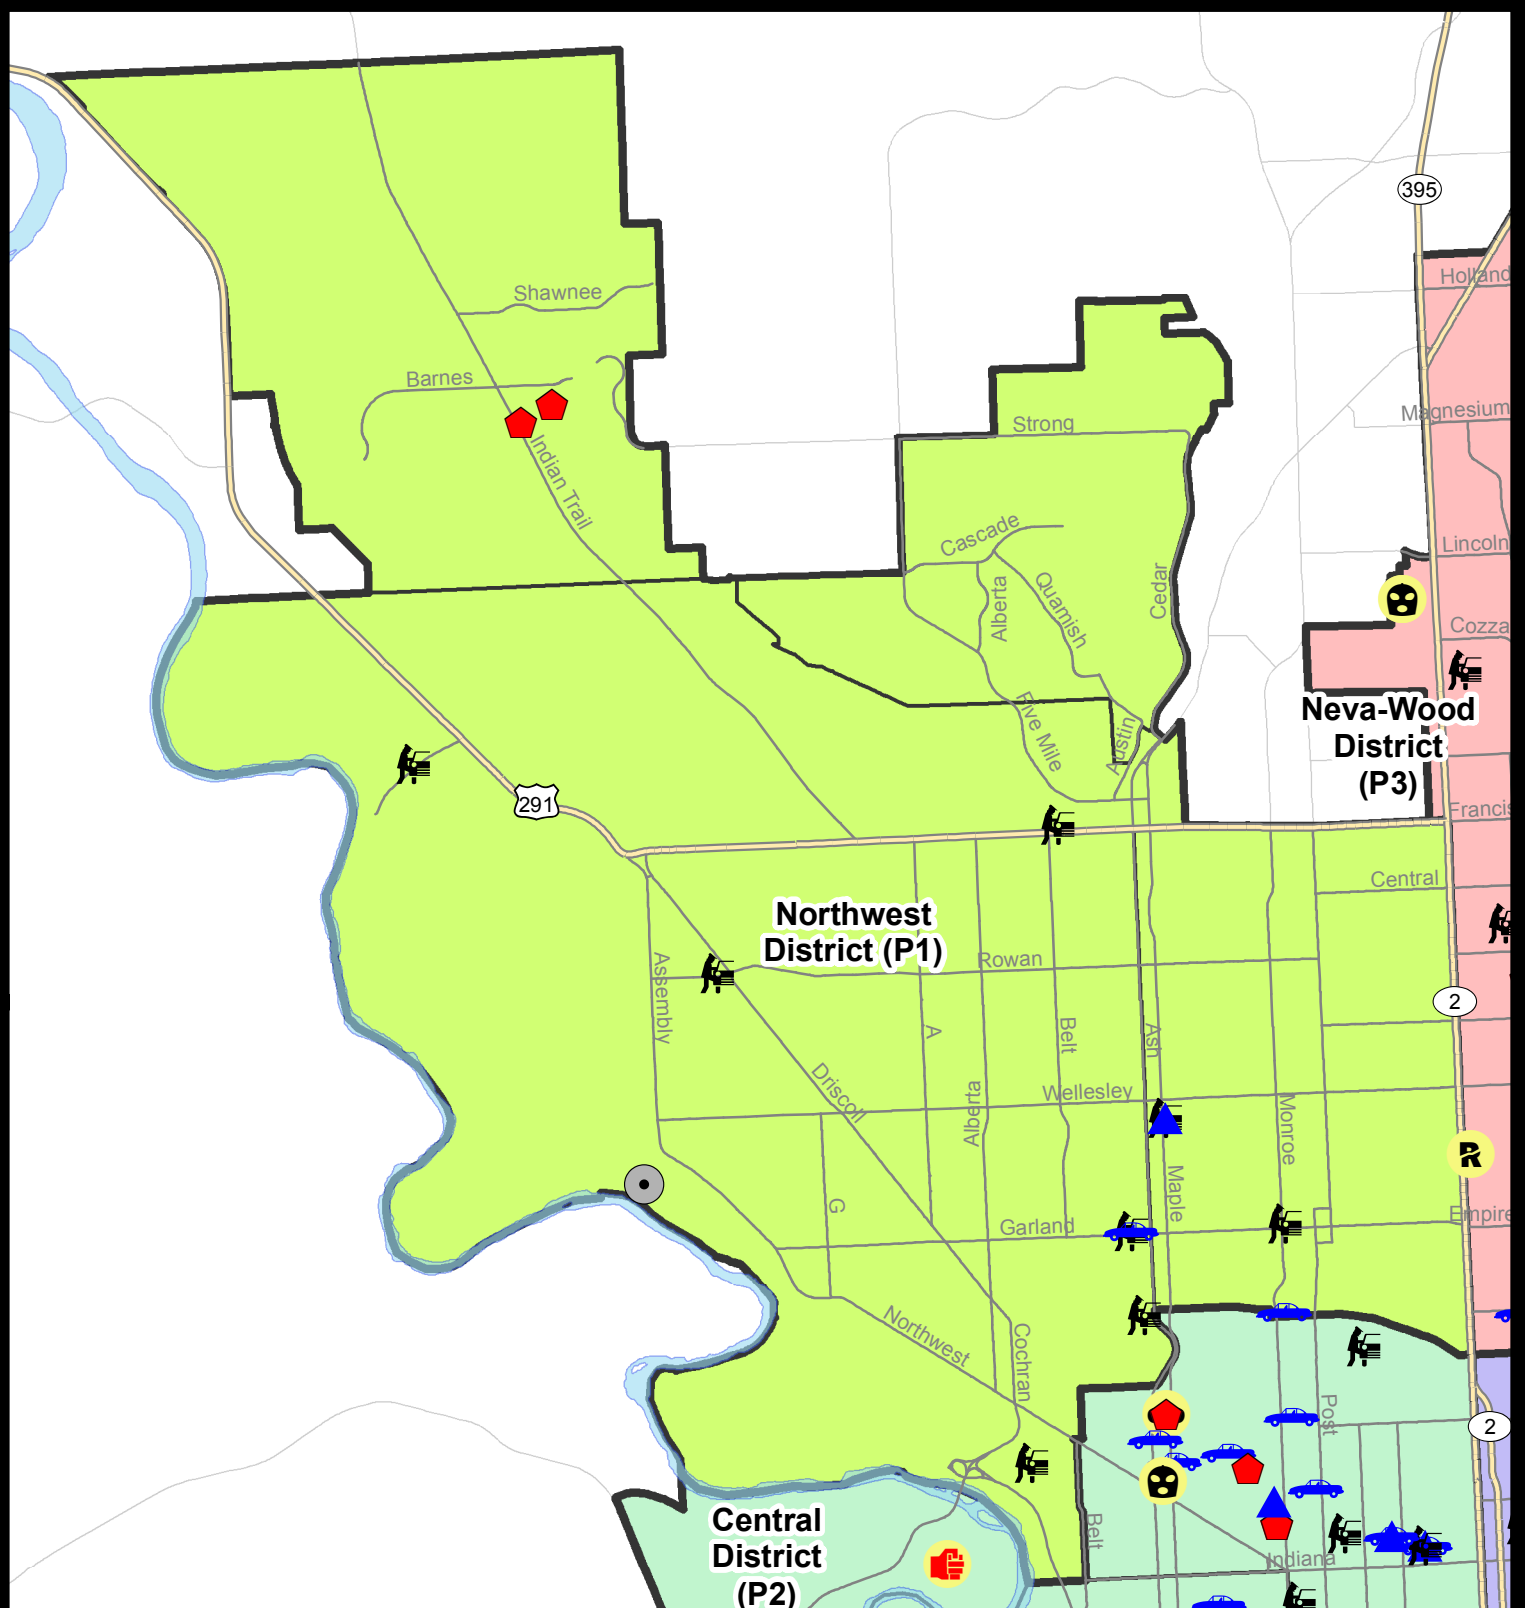 395
Holland
Shawnee
Barnes
Magnesium
Strong
Indian Trail
Cascade
Lincoln
Alberta
Quamish
Cedar
Cozza
Five Mile
Austin
Neva-Wood
District
(P3)
291
Francis
Central
Northwest
District (P1)
Rowan
Assembly
2
A
Belt
Ash
Driscoll
Wellesley
Alberta
Monroe
Maple
R
G
Garland
Empire
Northwest
Cochran
Post
2
Central
District
(P2)
Belt
Indiana